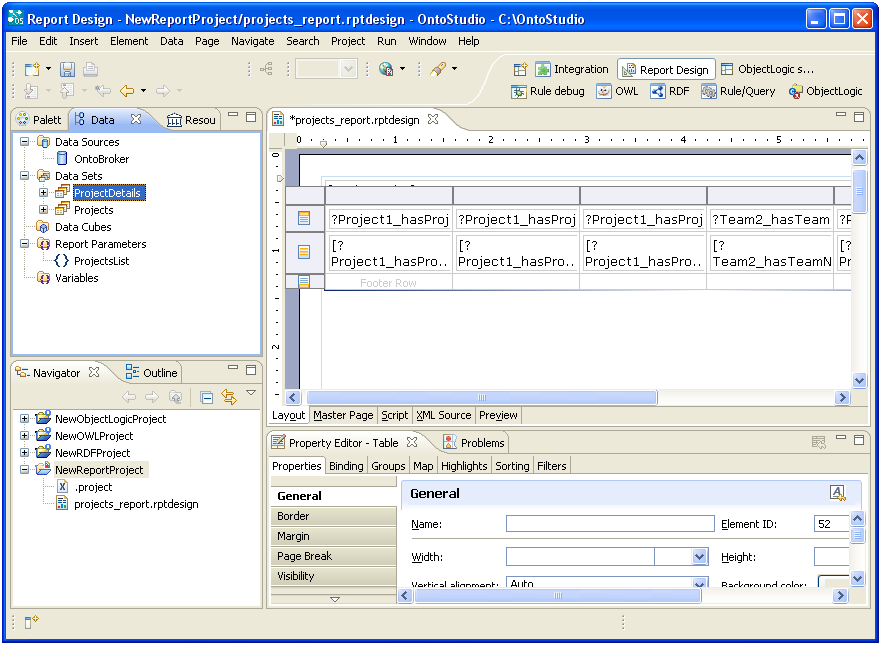 Report Design - NewReportProject/projects_report.rptdesign - OntoStudio - C:\OntoStudio
File Edit Insert Element Data Page Navigate Search Project Run Window Help
Integration Report Design ObjectLogic s...
Rule debug OWL RDF Rule/Query ObjectLogic
Palett Data Resou
Data Sources
OntoBroker
Data Sets
ProjectDetails
Projects
Data Cubes
Report Parameters
ProjectsList
Variables
Navigator Outline
NewObjectLogicProject
NewOWLProject
NewRDFProject
NewReportProject
.project
projects_report.rptdesign
*projects_report.rptdesign
0 1 2 3 4 5
0
1
2
?Project1_hasProj ?Project1_hasProj ?Project1_hasProj ?Team2_hasTeam ?P
[? [? [? [? [?
Project1_hasPro.. Project1_hasPro... Project1_hasPro.. Team2_hasTeamN Pr
Footer Row
Layout Master Page Script XML Source Preview
Property Editor - Table Problems
Properties Binding Groups Map Highlights Sorting Filters
General
Border
Margin
Page Break
Visibility
General
Name: Element ID: 52
Width: Height:
Vertical alignment: Auto Background color: